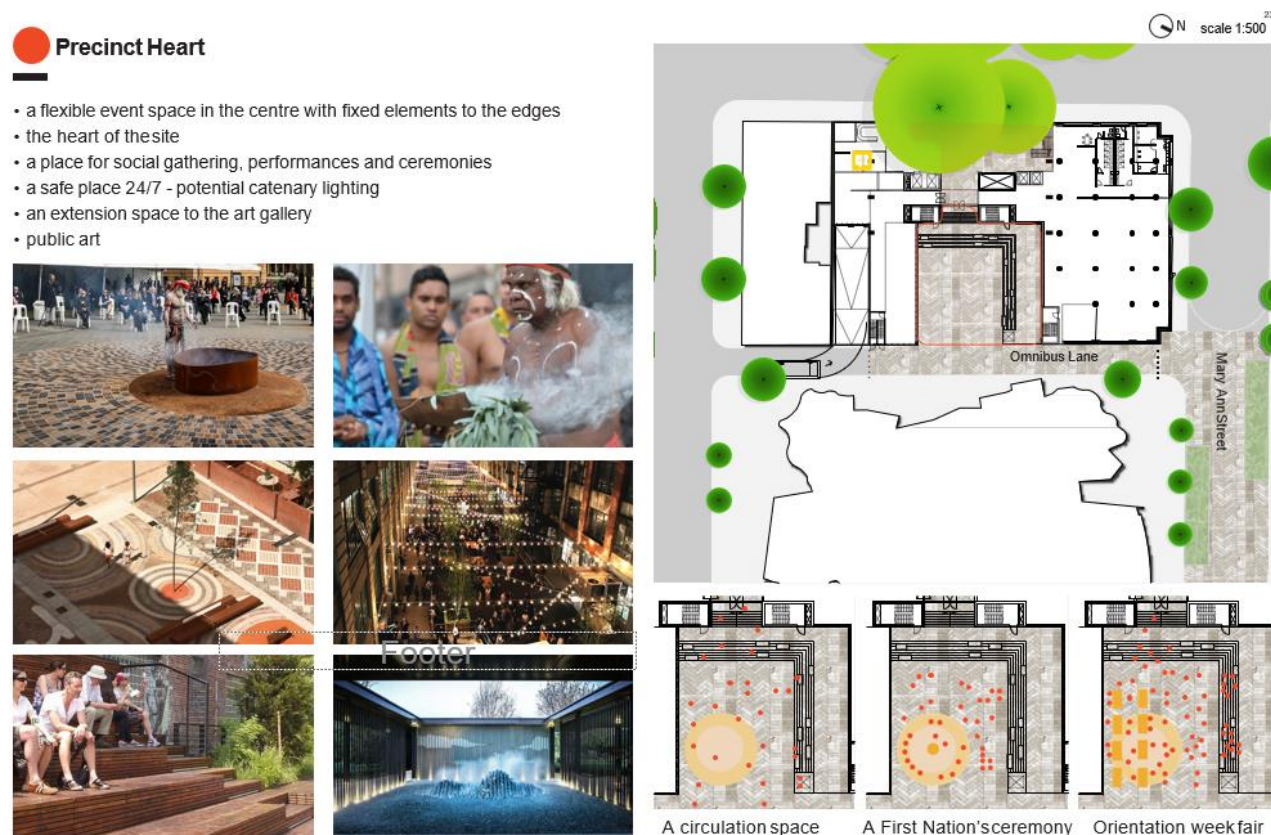 Precinct Heart
• a flexible event space in the centre with fixed elements to the edges
• the heart of thesite
• a place for social gathering, performances and ceremonies
• a safe place 24/7 - potential catenary lighting
• an extension space to the art gallery
• public art
N scale 1:500
Omnibus Lane
Mary AnnStreet
Footer
A circulation space
A First Nation'sceremony
Orientation weekfair